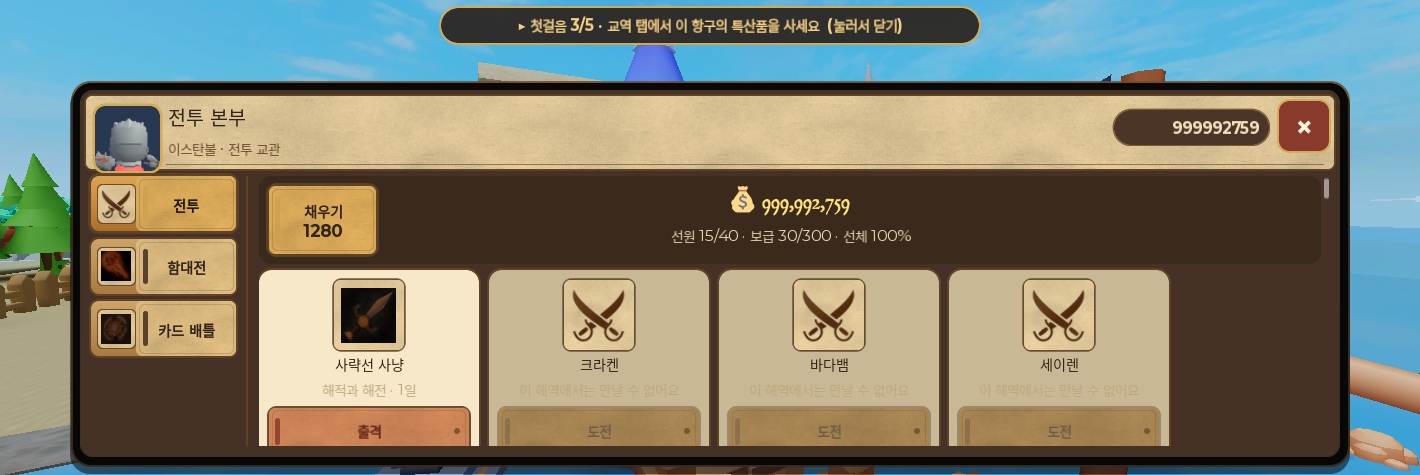 ▸ 첫걸음 3/5 · 교역 탭에서 이 항구의 특산품을 사세요 (눌러서 닫기)
전투 본부
이스탄불 · 전투 교관
999992759
×
전투
함대전
카드 배틀
채우기
1280
999,992,759
선원 15/40 · 보급 30/300 · 선체 100%
사략선 사냥
해적과 해전 · 1일
출격
크라켄
이 해역에서는 만날 수 없어요
도전
바다뱀
이 해역에서는 만날 수 없어요
도전
세이렌
이 해역에서는 만날 수 없어요
도전